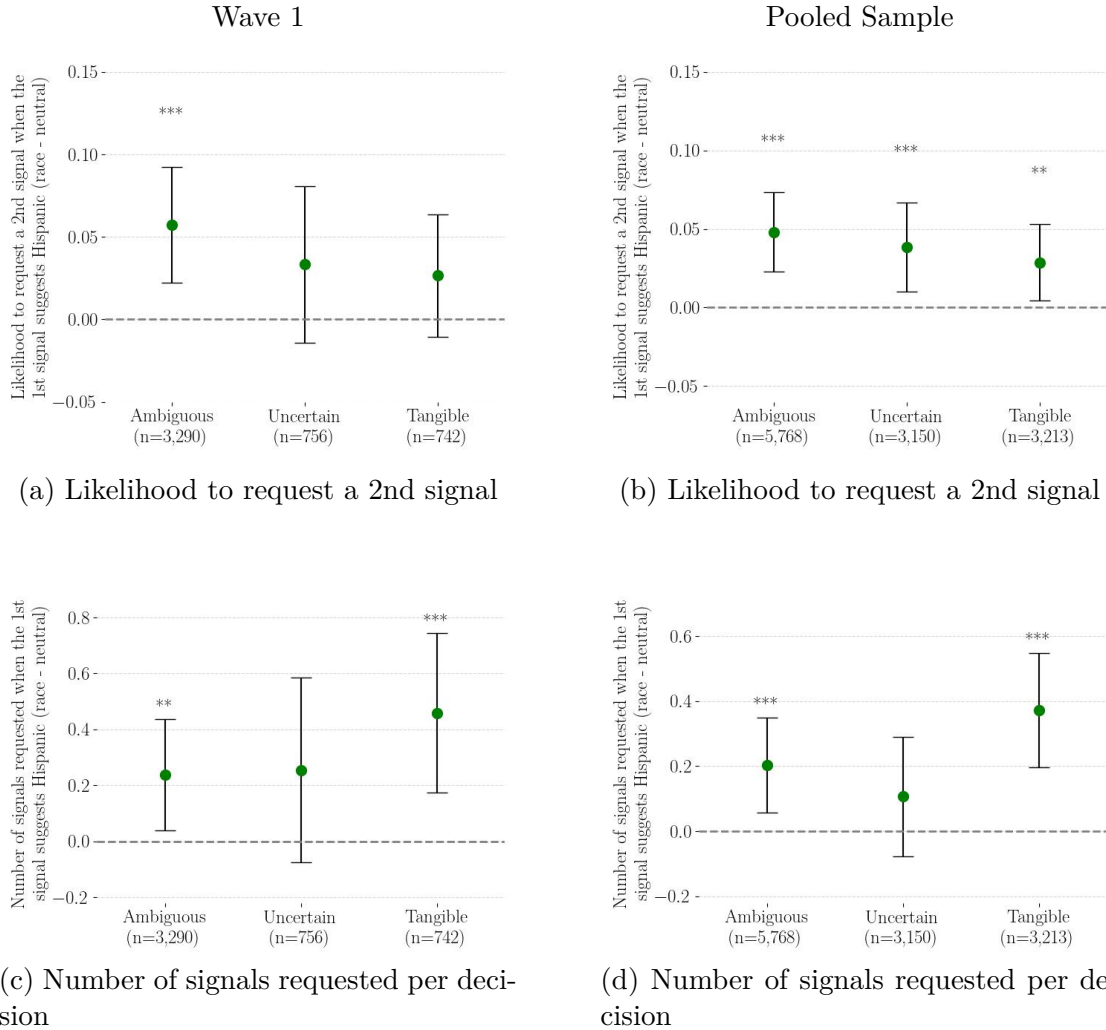 Wave 1
Pooled Sample
Likelihood to request a 2nd signal when the
1st signal suggests Hispanic (race - neutral)
0.15
0.10
0.05
0.00
−0.05
***
Ambiguous
(n=3,290)
Uncertain
(n=756)
Tangible
(n=742)
(a) Likelihood to request a 2nd signal
Likelihood to request a 2nd signal when the
1st signal suggests Hispanic (race - neutral)
0.15
0.10
0.05
0.00
−0.05
***
***
**
Ambiguous
(n=5,768)
Uncertain
(n=3,150)
Tangible
(n=3,213)
(b) Likelihood to request a 2nd signal
Number of signals requested when the 1st
signal suggests Hispanic (race - neutral)
0.8
0.6
0.4
0.2
0.0
−0.2
**
***
Ambiguous
(n=3,290)
Uncertain
(n=756)
Tangible
(n=742)
(c) Number of signals requested per deci-
sion
Number of signals requested when the 1st
signal suggests Hispanic (race - neutral)
0.6
0.4
0.2
0.0
−0.2
***
***
Ambiguous
(n=5,768)
Uncertain
(n=3,150)
Tangible
(n=3,213)
(d) Number of signals requested per de
cision